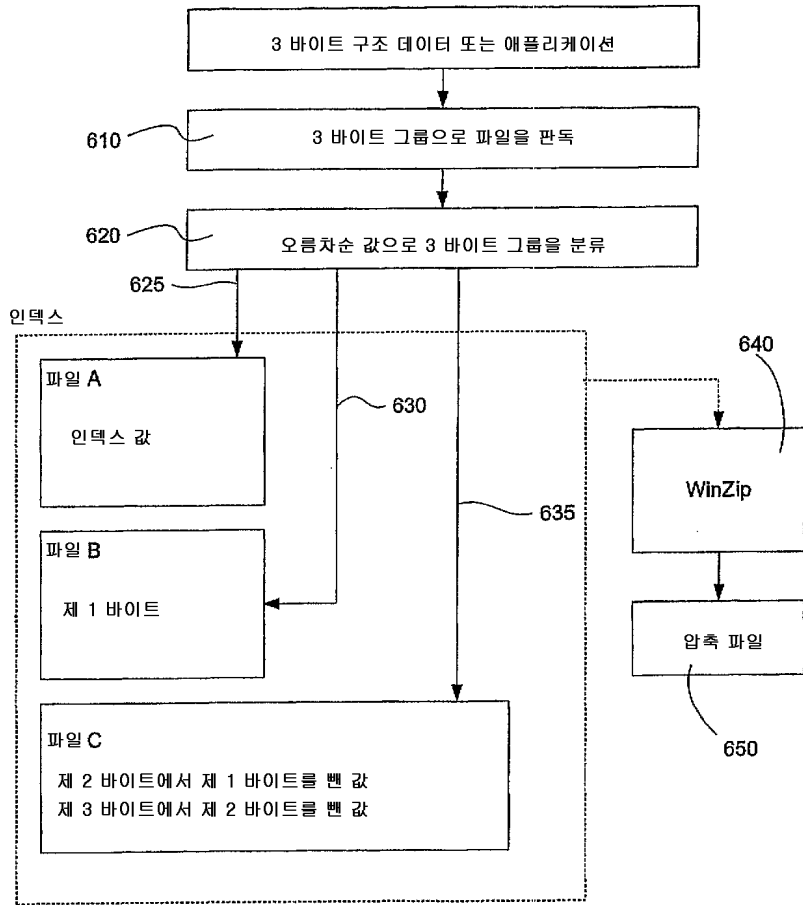 3 바이트 구조 데이터 또는 애플리케이션
610
3 바이트 그룹으로 파일을 판독
620
오름차순 값으로 3 바이트 그룹을 분류
625
인덱스
파일 A
인덱스 값
630
640
WinZip
635
파일 B
제 1 바이트
압축 파일
650
파일 C
제 2 바이트에서 제 1 바이트를 뺀 값
제 3 바이트에서 제 2 바이트를 뺀 값